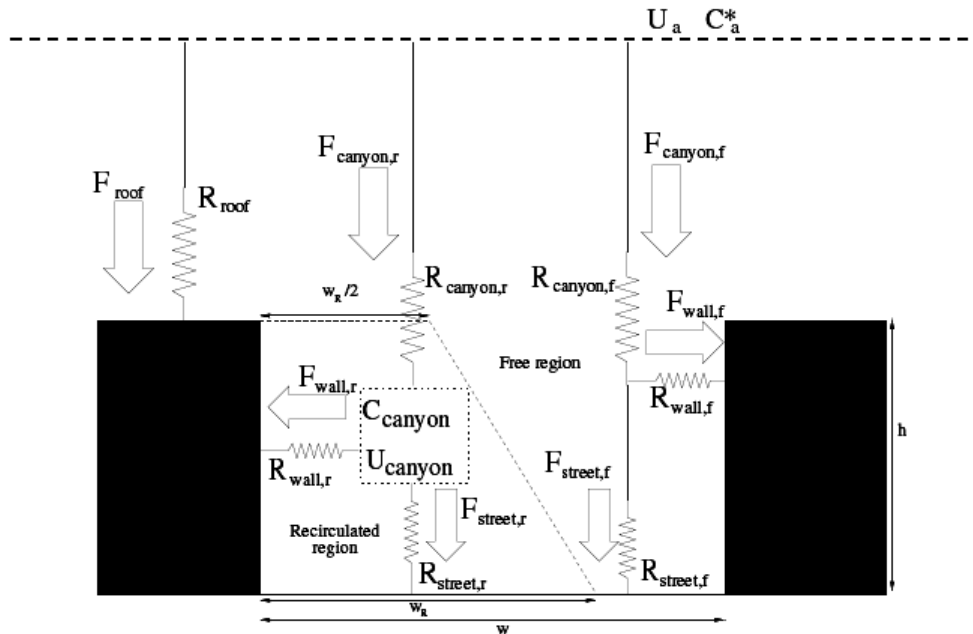 U_a C*_a
F_canyon,r
F_canyon,f
F_roof
R_roof
w_R/2
R_canyon,r
R_canyon,f
F_wall,f
Free region
F_wall,r
R_wall,f
C_canyon
h
U_canyon
R_wall,r
F_street,f
F_street,r
Recirculated
region
R_street,r
R_street,f
w_R
w